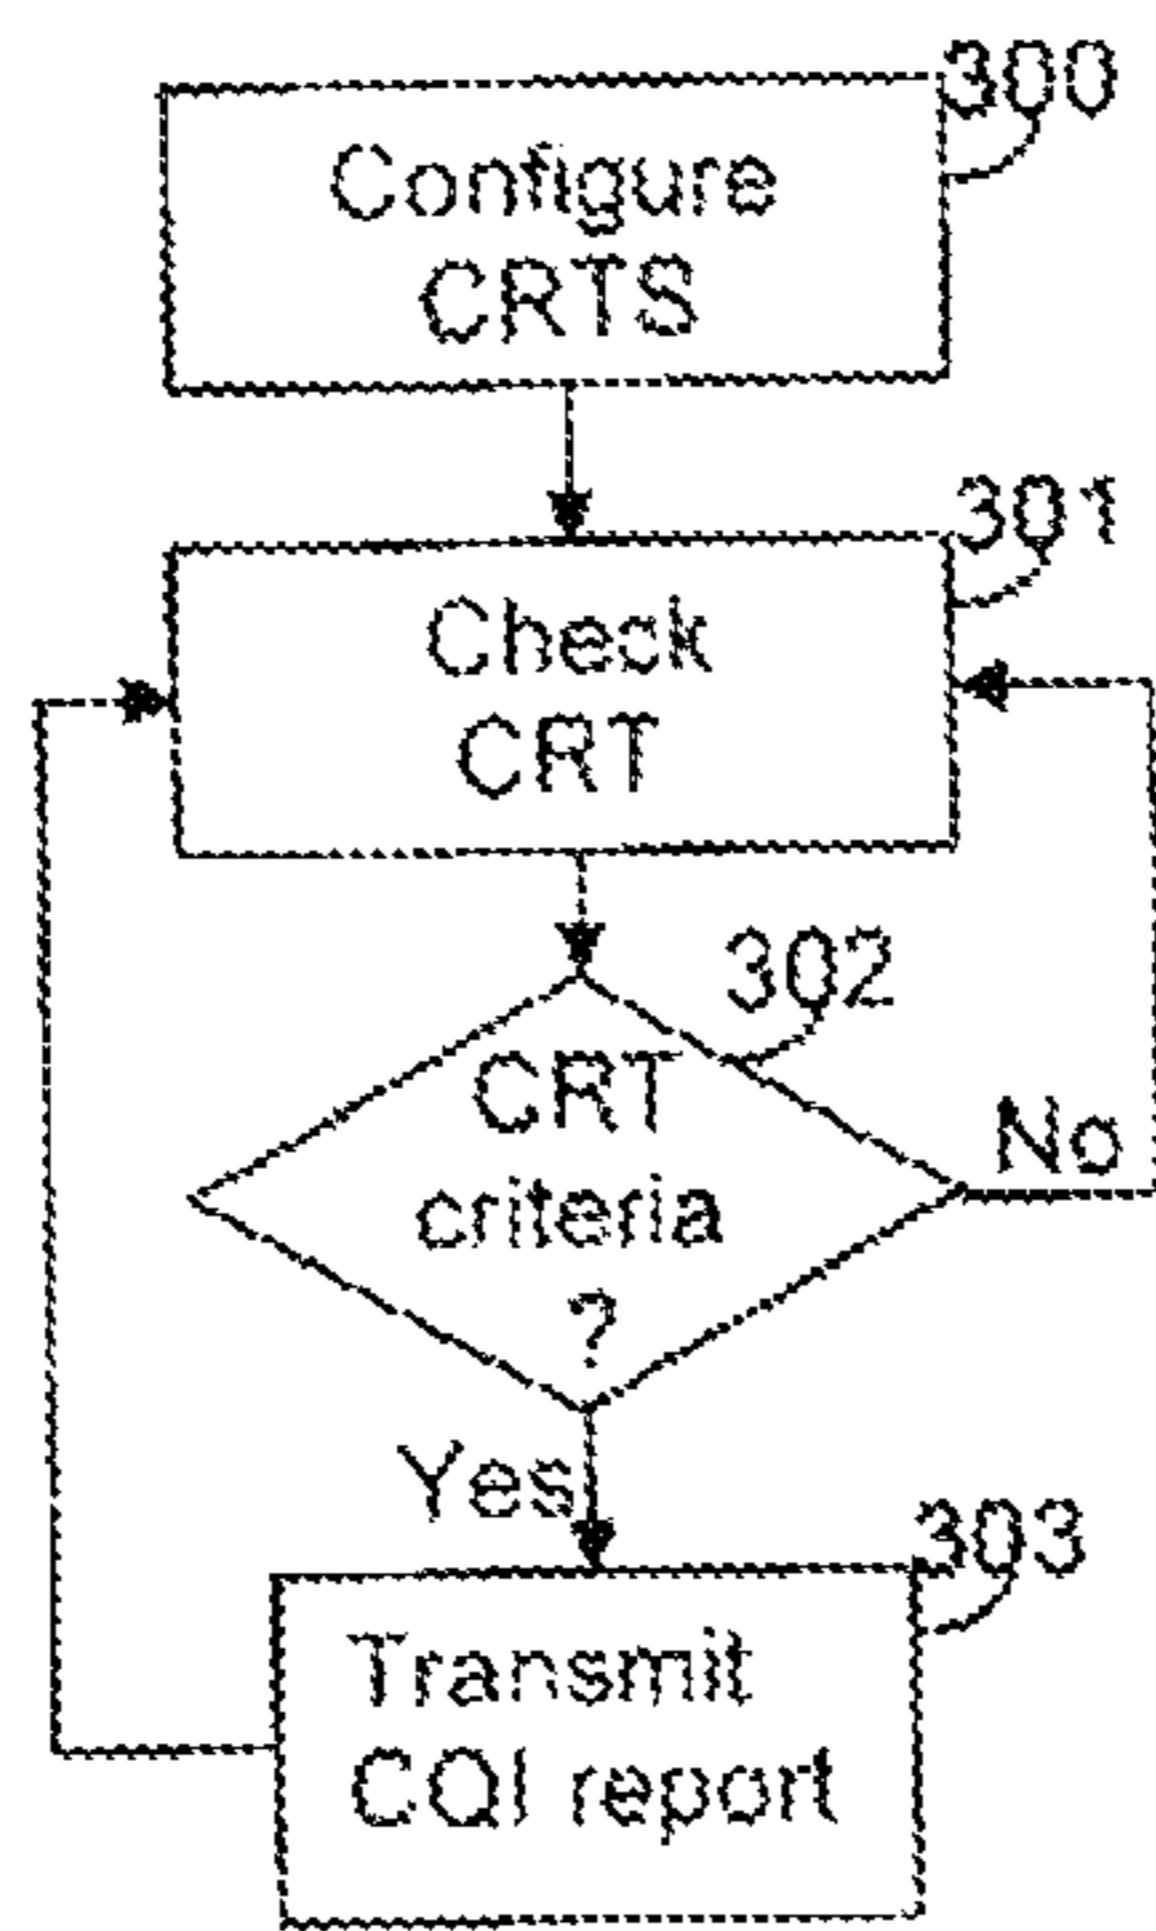 300
Configure
CRTS
301
Check
CRT
302
CRT
criteria
?
No
Yes
303
Transmit
CQI report